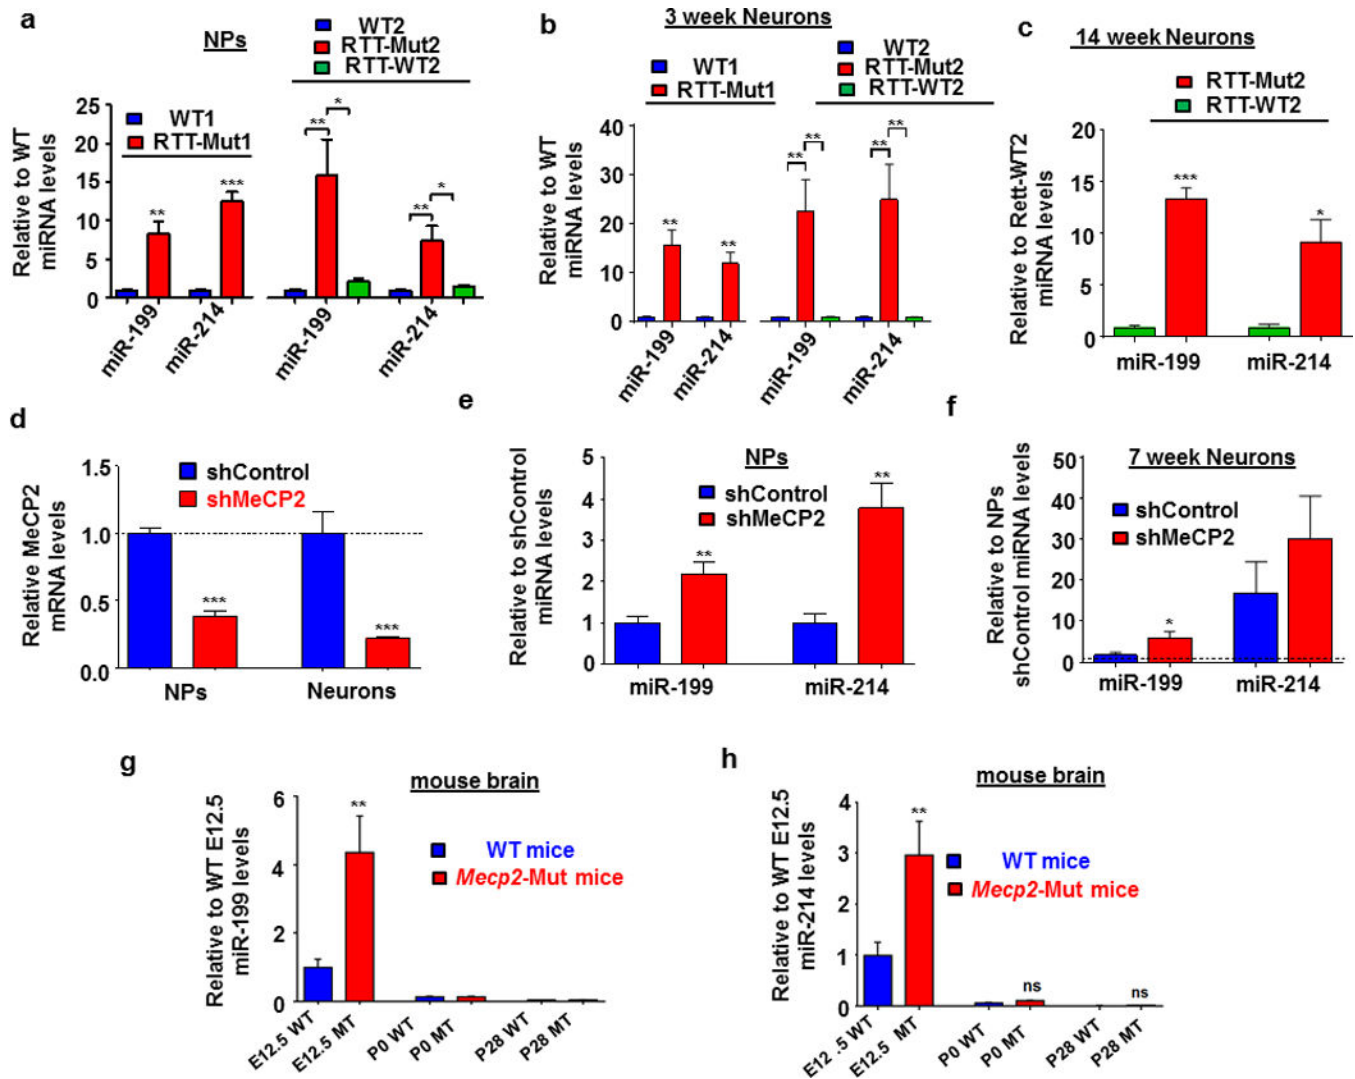 a
NPs
WT2
RTT-Mut2
RTT-WT2
WT1
RTT-Mut1
Relative to WT
miRNA levels
25
20
15
10
5
0
** *** ** * ** *
miR-199 miR-214 miR-199 miR-214
b
3 week Neurons
WT1
RTT-Mut1
WT2
RTT-Mut2
RTT-WT2
Relative to WT
miRNA levels
40
30
20
10
0
** ** ** ** ** **
miR-199 miR-214 miR-199 miR-214
c
14 week Neurons
RTT-Mut2
RTT-WT2
Relative to Rett-WT2
miRNA levels
20
15
10
5
0
*** *
miR-199 miR-214
d
shControl
shMeCP2
Relative MeCP2
mRNA levels
1.5
1.0
0.5
0.0
*** ***
NPs Neurons
e
NPs
shControl
shMeCP2
Relative to shControl
miRNA levels
5
4
3
2
1
0
** **
miR-199 miR-214
f
7 week Neurons
shControl
shMeCP2
Relative to NPs
shControl miRNA levels
50
40
30
20
10
0
*
miR-199 miR-214
g
mouse brain
WT mice
Mecp2-Mut mice
Relative to WT E12.5
miR-199 levels
6
4
2
0
**
E12.5 WT E12.5 MT P0 WT P0 MT P28 WT P28 MT
h
mouse brain
WT mice
Mecp2-Mut mice
Relative to WT E12.5
miR-214 levels
4
3
2
1
0
** ns ns
E12 .5 WT E12.5 MT P0 WT P0 MT P28 WT P28 MT